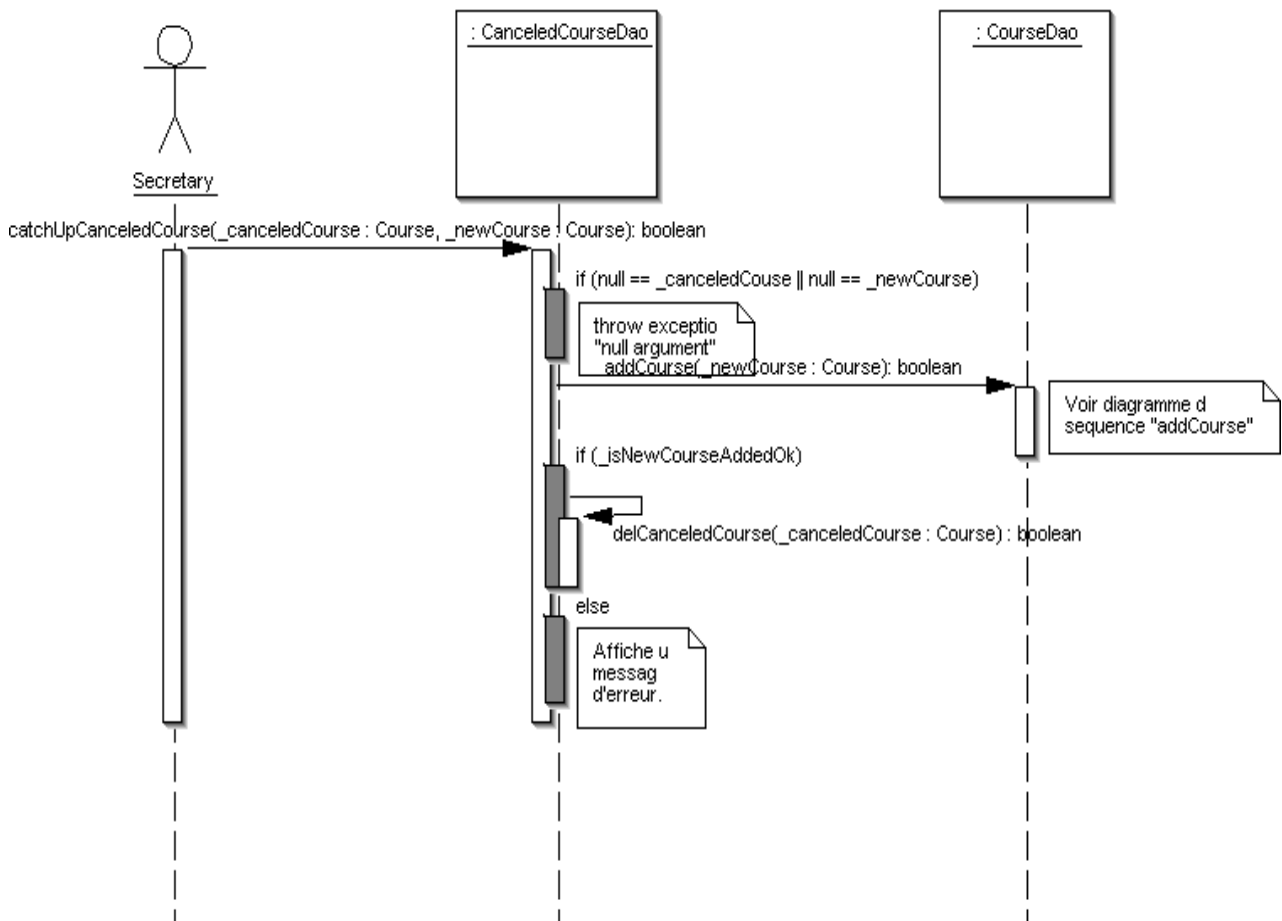 : CanceledCourseDao
: CourseDao
Secretary
catchUpCanceledCourse(_canceledCourse : Course, _newCourse : Course): boolean
if (null == _canceledCouse || null == _newCourse)
throw exceptio
"null argument"
addCourse(_newCourse : Course): boolean
Voir diagramme d
sequence "addCourse"
if (_isNewCourseAddedOk)
delCanceledCourse(_canceledCourse : Course) : boolean
else
Affiche u
messag
d'erreur.